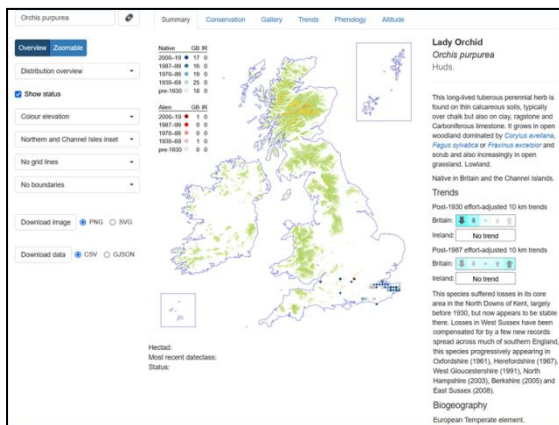 Orchis purpurea
Summary
Conservation
Gallery
Trends
Phenology
Altitude
Overview
Zoomable
Distribution overview
Show status
Colour elevation
Northern and Channel Isles inset
No grid lines
No boundaries
Download image
PNG
SVG
Download data
CSV
GJSON
Native GB IR
2000–19 17 0
1987–99 16 0
1970–86 19 0
1930–69 25 0
pre-1930 18 0
Alien GB IR
2000–19 1 0
1987–99 0 0
1970–86 0 0
1930–69 1 0
pre-1930 0 0
Hectad:
Most recent dateclass:
Status:
Lady Orchid
Orchis purpurea
Huds.
This long-lived tuberous perennial herb is
found on thin calcareous soils, typically
over chalk but also on clay, ragstone and
Carboniferous limestone. It grows in open
woodland dominated by Corylus avellana,
Fagus sylvatica or Fraxinus excelsior and
scrub and also increasingly in open
grassland. Lowland.
Native in Britain and the Channel Islands.
Trends
Post-1930 effort-adjusted 10 km trends
Britain:
Ireland: No trend
Post-1987 effort-adjusted 10 km trends
Britain:
Ireland: No trend
This species suffered losses in its core
area in the North Downs of Kent, largely
before 1930, but now appears to be stable
there. Losses in West Sussex have been
compensated for by a few new records
spread across much of southern England,
this species progressively appearing in
Oxfordshire (1961), Herefordshire (1967),
West Gloucestershire (1991), North
Hampshire (2003), Berkshire (2005) and
East Sussex (2008).
Biogeography
European Temperate element.